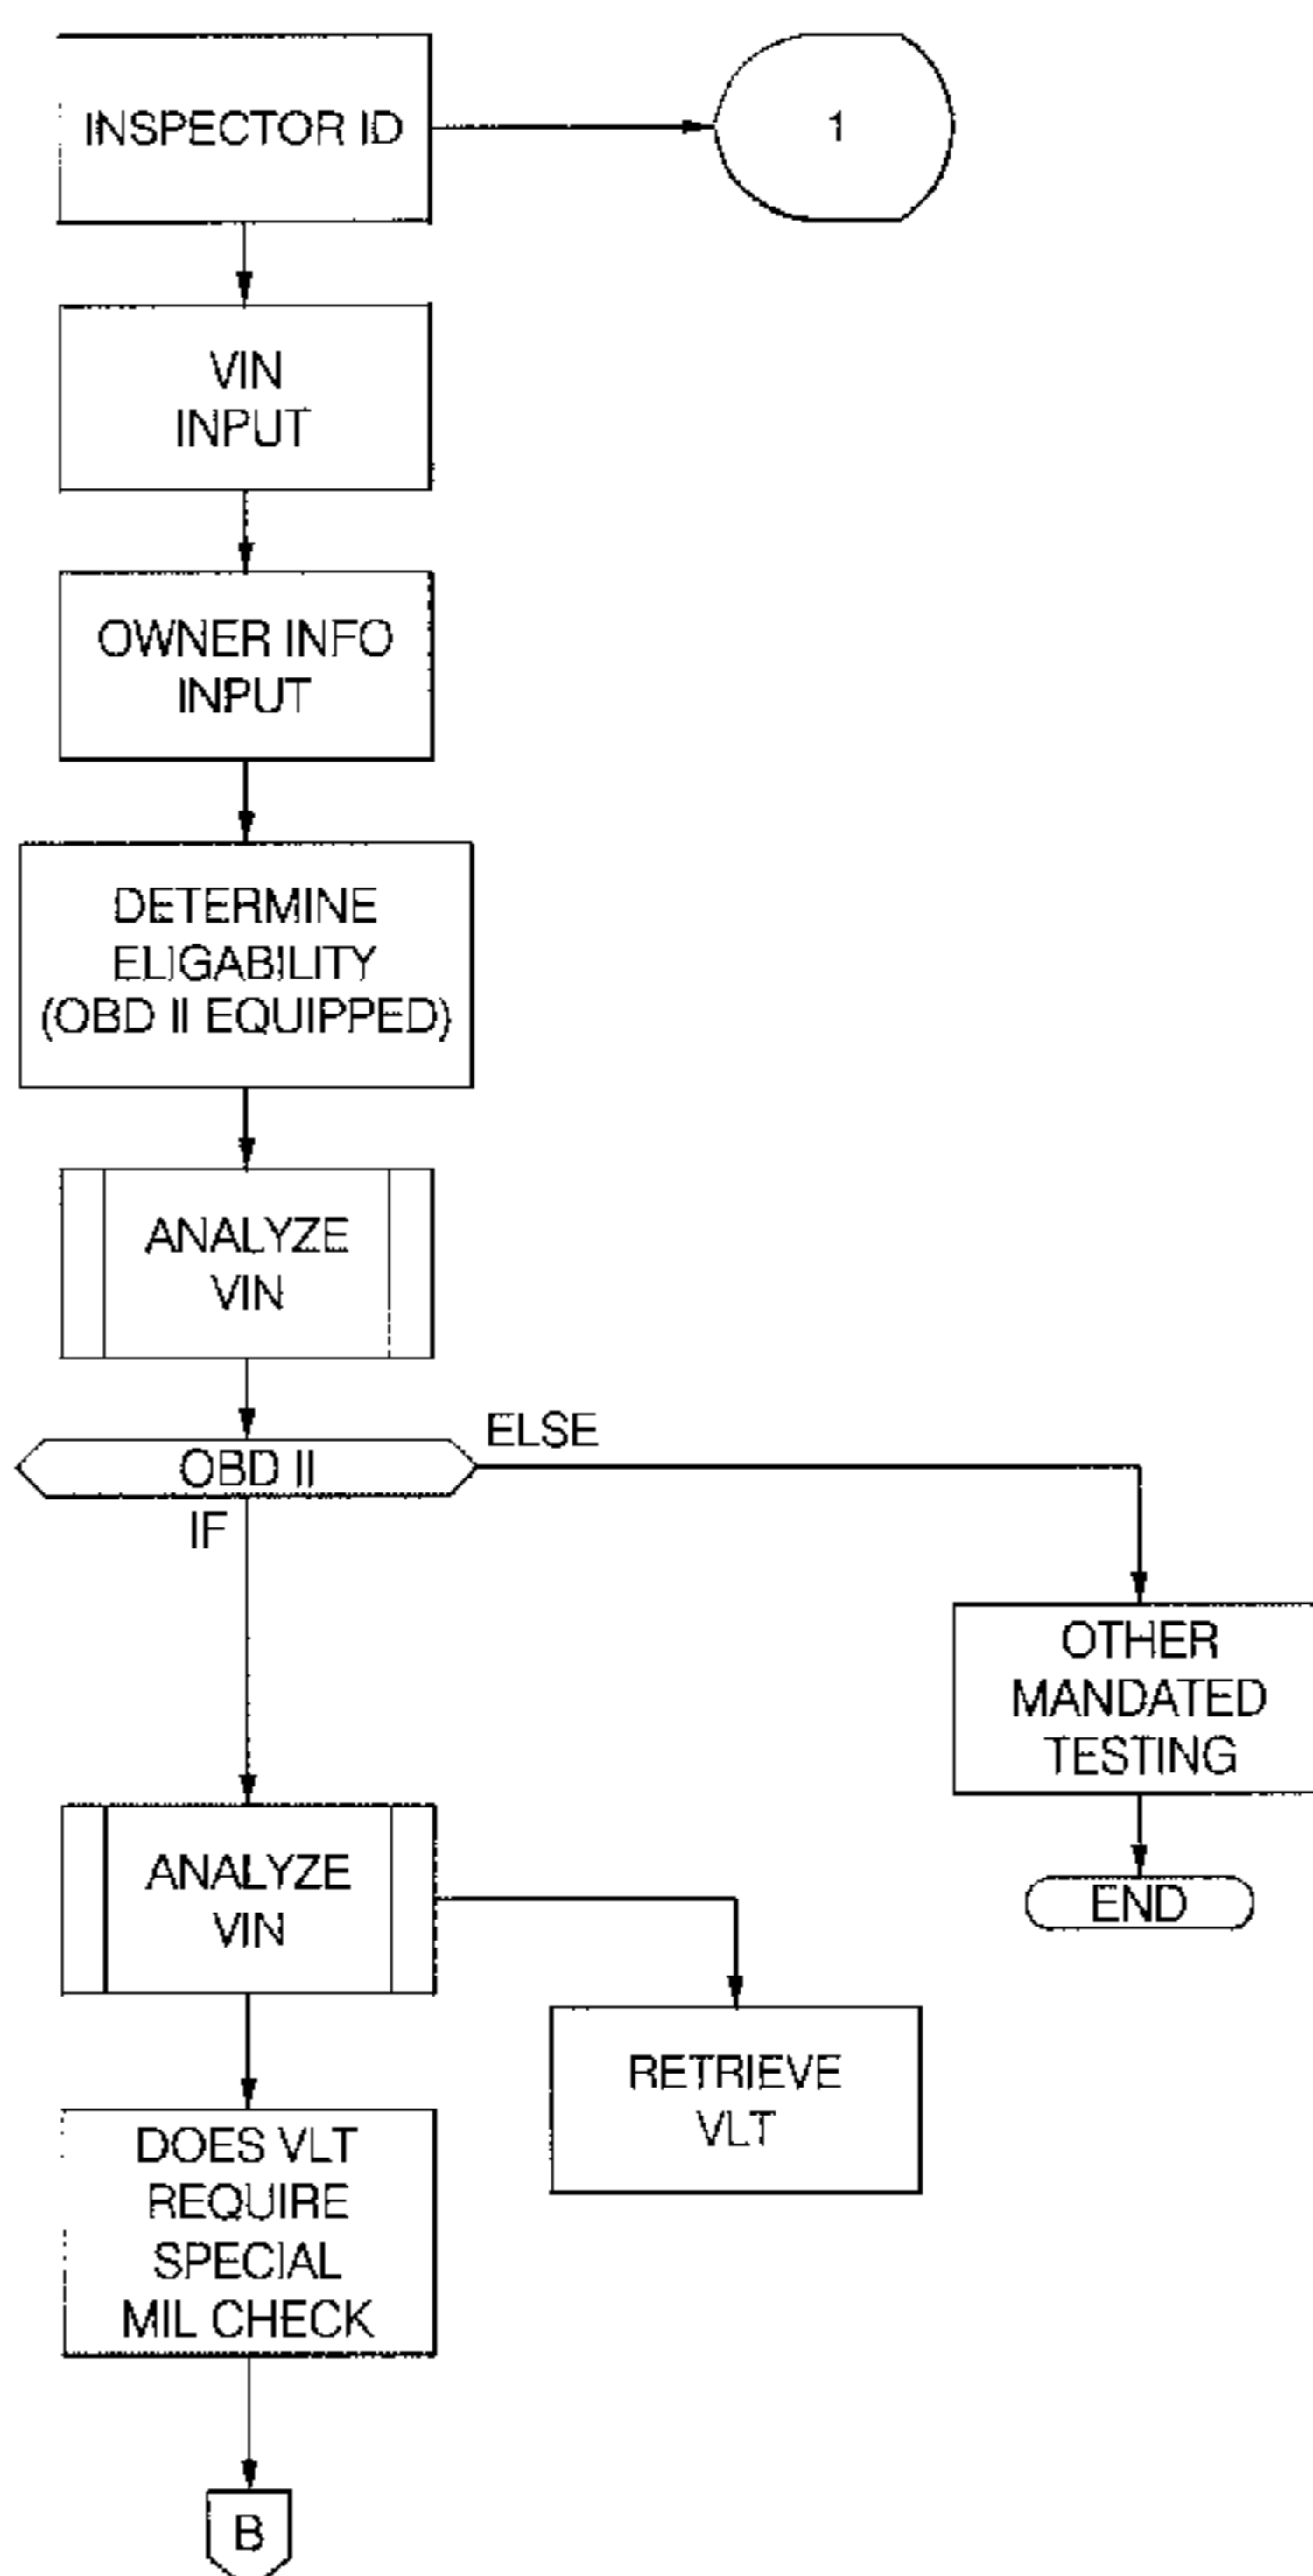 INSPECTOR ID
1
VIN
INPUT
OWNER INFO
INPUT
DETERMINE
ELIGABILITY
(OBD II EQUIPPED)
ANALYZE
VIN
OBD II
ELSE
IF
OTHER
MANDATED
TESTING
END
ANALYZE
VIN
RETRIEVE
VLT
DOES VLT
REQUIRE
SPECIAL
MIL CHECK
B